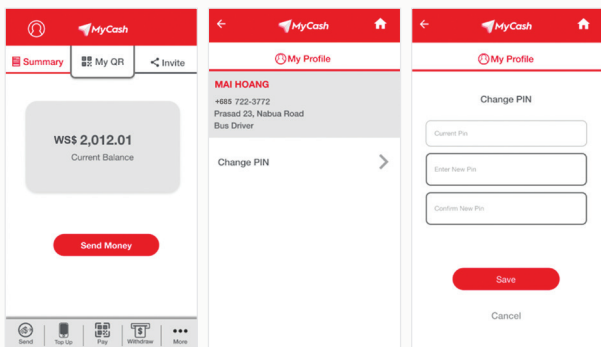 MyCash
Summary
My QR
Invite
WS$ 2,012.01
Current Balance
Send Money
Send
Top Up
Pay
Withdraw
More
MyCash
My Profile
MAI HOANG
+685 722-3772
Prasad 23, Nabua Road
Bus Driver
Change PIN
MyCash
My Profile
Change PIN
Current Pin
Enter New Pin
Confirm New Pin
Save
Cancel